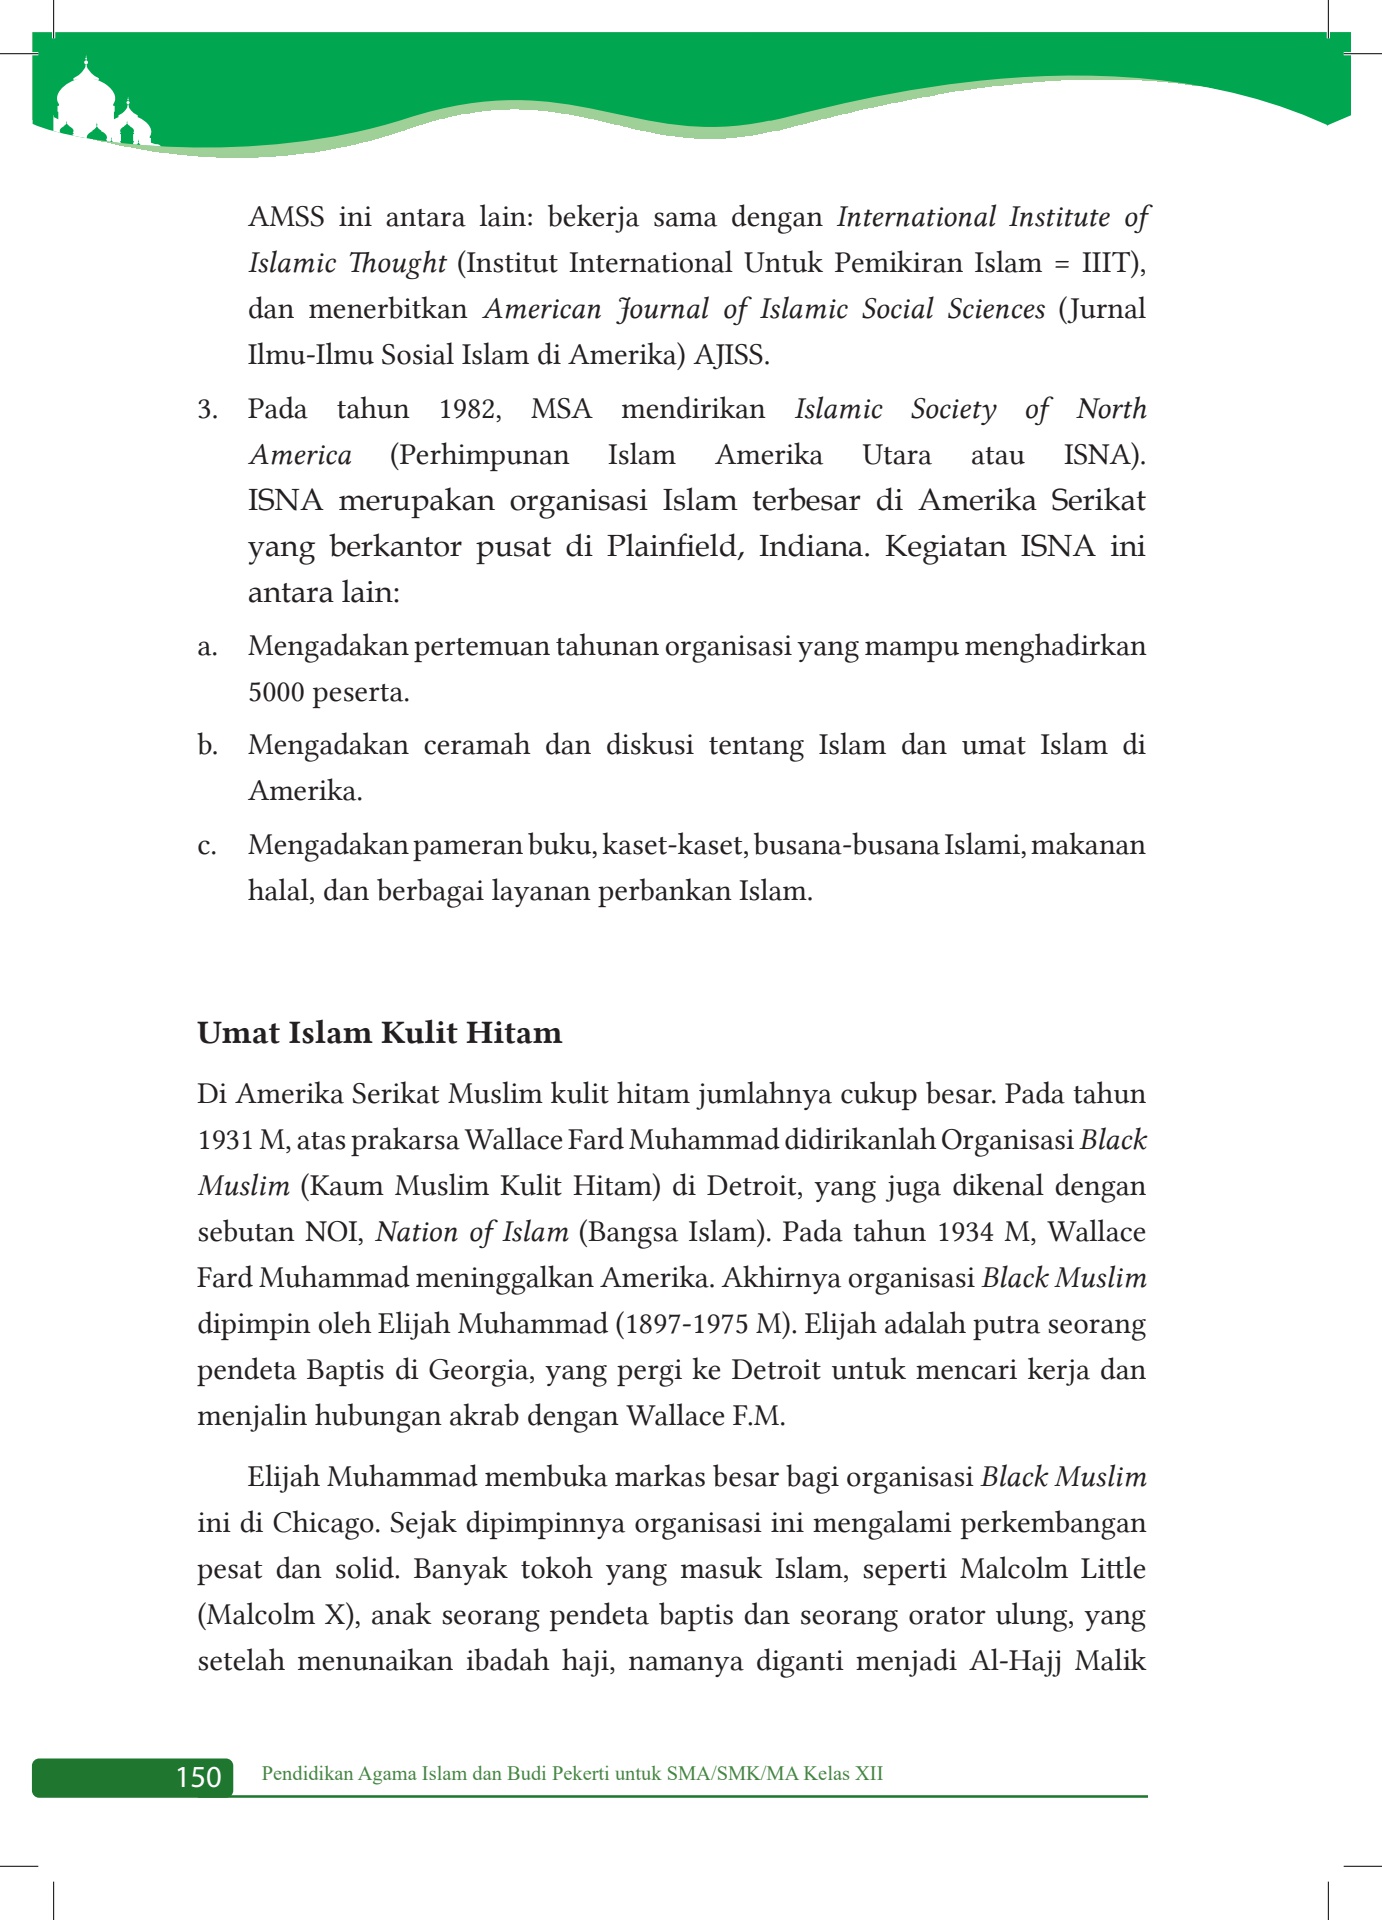 AMSS ini antara lain: bekerja sama dengan International Institute of
Islamic Thought (Institut International Untuk Pemikiran Islam = IIIT),
dan menerbitkan American Journal of Islamic Social Sciences (Jurnal
Ilmu-Ilmu Sosial Islam di Amerika) AJISS.
3. Pada tahun 1982, MSA mendirikan Islamic Society of North
America (Perhimpunan Islam Amerika Utara atau ISNA).
ISNA merupakan organisasi Islam terbesar di Amerika Serikat
yang berkantor pusat di Plainfield, Indiana. Kegiatan ISNA ini
antara lain:
a. Mengadakan pertemuan tahunan organisasi yang mampu menghadirkan
5000 peserta.
b. Mengadakan ceramah dan diskusi tentang Islam dan umat Islam di
Amerika.
c. Mengadakan pameran buku, kaset-kaset, busana-busana Islami, makanan
halal, dan berbagai layanan perbankan Islam.
Umat Islam Kulit Hitam
Di Amerika Serikat Muslim kulit hitam jumlahnya cukup besar. Pada tahun
1931 M, atas prakarsa Wallace Fard Muhammad didirikanlah Organisasi Black
Muslim (Kaum Muslim Kulit Hitam) di Detroit, yang juga dikenal dengan
sebutan NOI, Nation of Islam (Bangsa Islam). Pada tahun 1934 M, Wallace
Fard Muhammad meninggalkan Amerika. Akhirnya organisasi Black Muslim
dipimpin oleh Elijah Muhammad (1897-1975 M). Elijah adalah putra seorang
pendeta Baptis di Georgia, yang pergi ke Detroit untuk mencari kerja dan
menjalin hubungan akrab dengan Wallace F.M.
Elijah Muhammad membuka markas besar bagi organisasi Black Muslim
ini di Chicago. Sejak dipimpinnya organisasi ini mengalami perkembangan
pesat dan solid. Banyak tokoh yang masuk Islam, seperti Malcolm Little
(Malcolm X), anak seorang pendeta baptis dan seorang orator ulung, yang
setelah menunaikan ibadah haji, namanya diganti menjadi Al-Hajj Malik
150 Pendidikan Agama Islam dan Budi Pekerti untuk SMA/SMK/MA Kelas XII